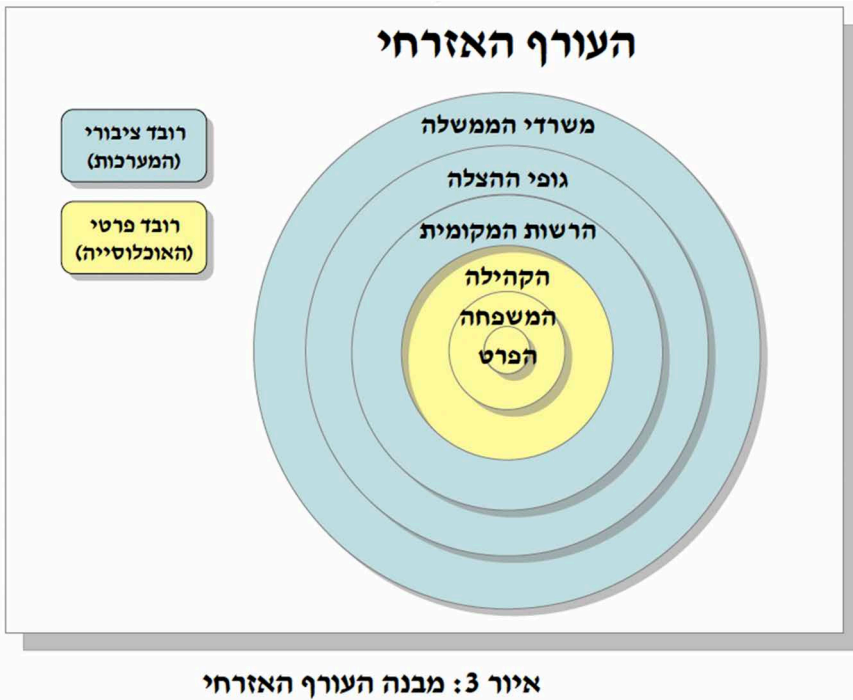 העורף האזרחי
רובד ציבורי
(המערכות)
רובד פרטי
(האוכלוסייה)
משרדי הממשלה
גופי ההצלה
הרשות המקומית
הקהילה
המשפחה
הפרט
איור 3: מבנה העורף האזרחי